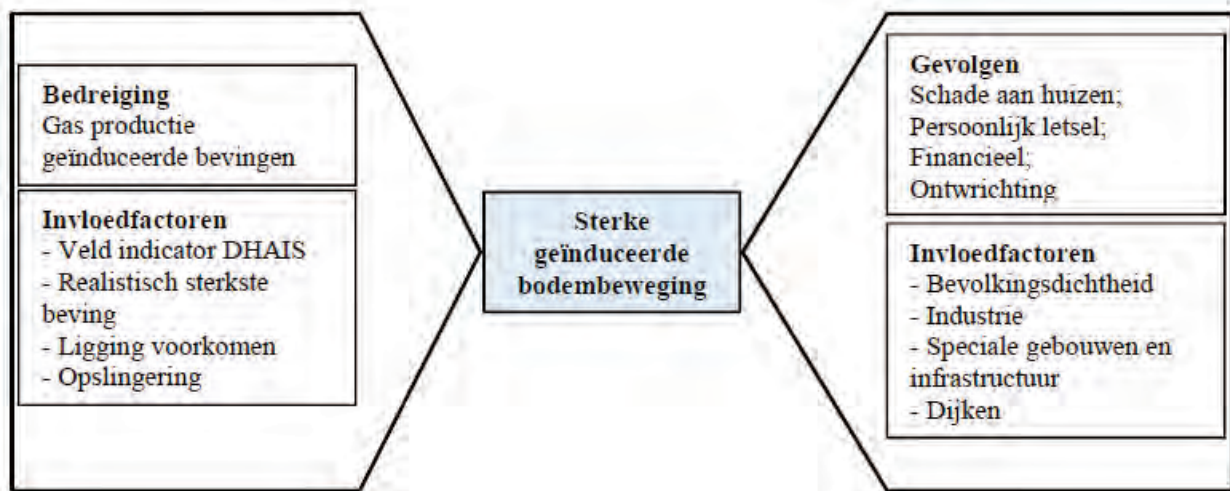 Bedreiging
Gas productie
geïnduceerde bevingen
Invloedfactoren
- Veld indicator DHAIS
- Realistisch sterkste
beving
- Ligging voorkomen
- Opslingering
Sterke
geïnduceerde
bodembeweging
Gevolgen
Schade aan huizen;
Persoonlijk letsel;
Financieel;
Ontwrichting
Invloedfactoren
- Bevolkingsdichtheid
- Industrie
- Speciale gebouwen en
infrastructuur
- Dijken